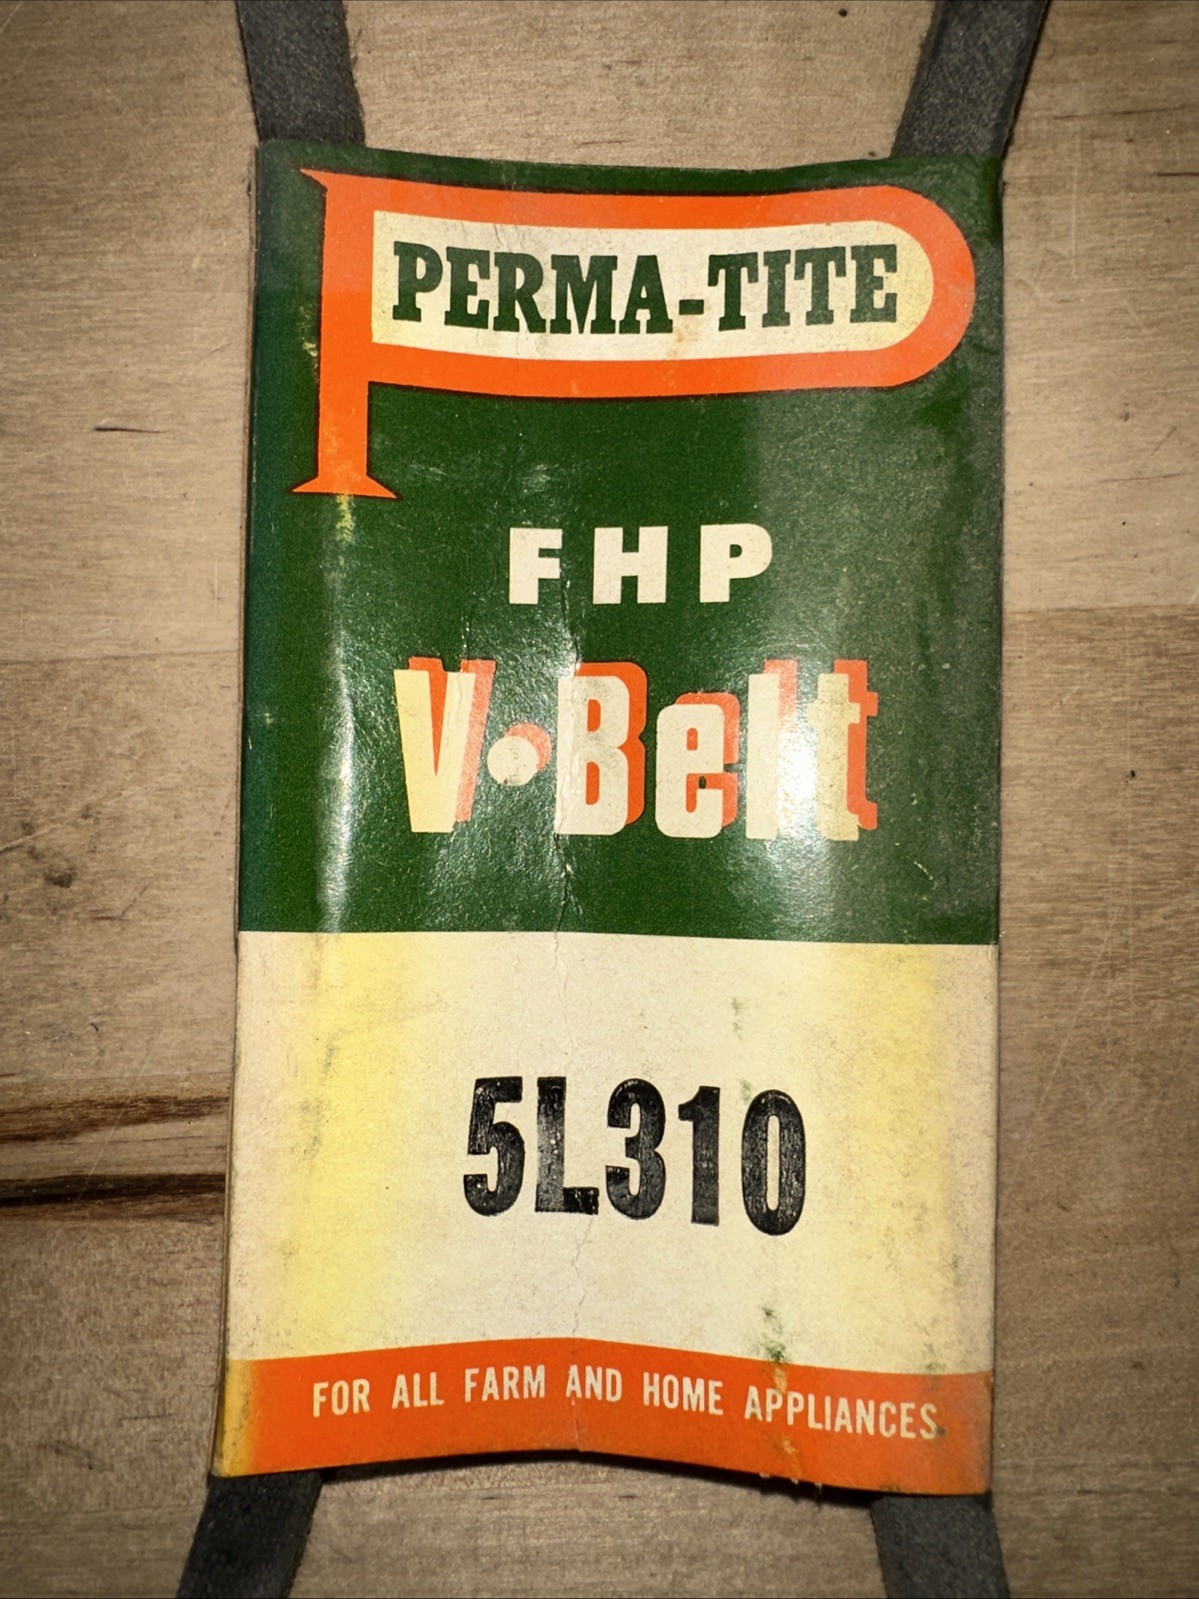 PERMA-TITE
FHP
V•Belt
5L310
FOR ALL FARM AND HOME APPLIANCES